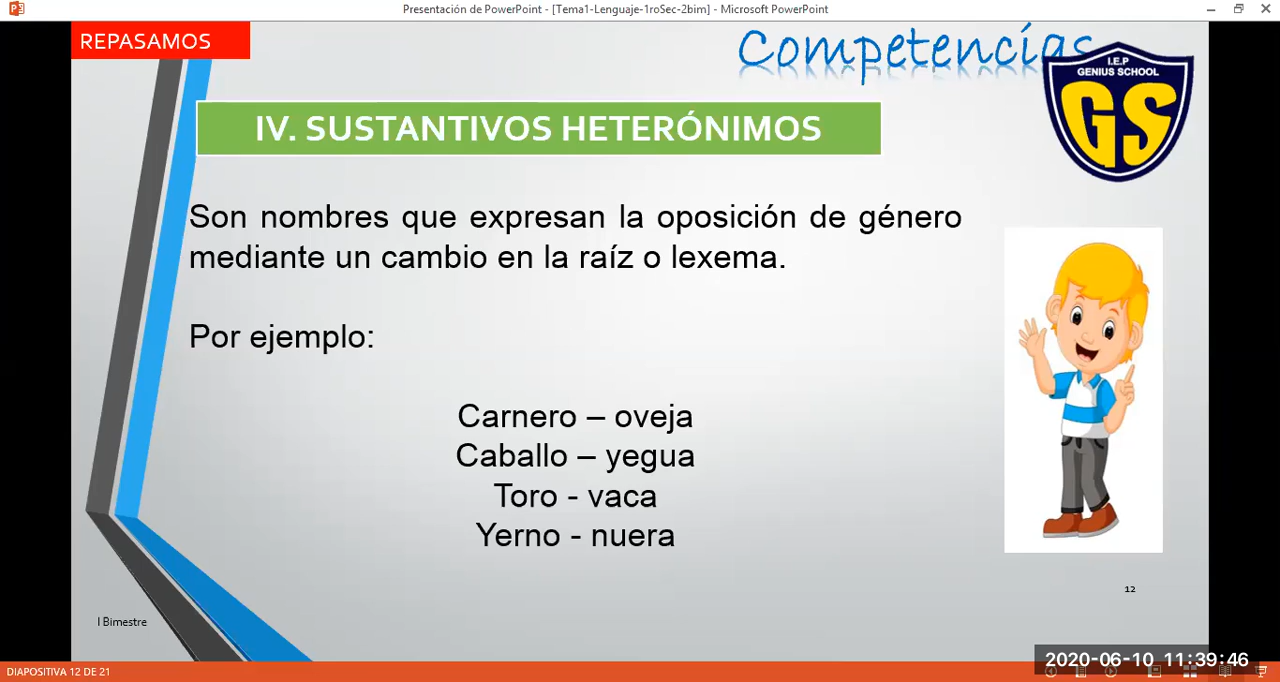 Presentación de PowerPoint - [Tema1-Lenguaje-1roSec-2bim] - Microsoft PowerPoint
REPASAMOS
Competencias
I.E.P
GENIUS SCHOOL
GS
IV. SUSTANTIVOS HETERÓNIMOS
Son nombres que expresan la oposición de género
mediante un cambio en la raíz o lexema.
Por ejemplo:
Carnero – oveja
Caballo – yegua
Toro - vaca
Yerno - nuera
12
I Bimestre
DIAPOSITIVA 12 DE 21
2020-06-10 11:39:46